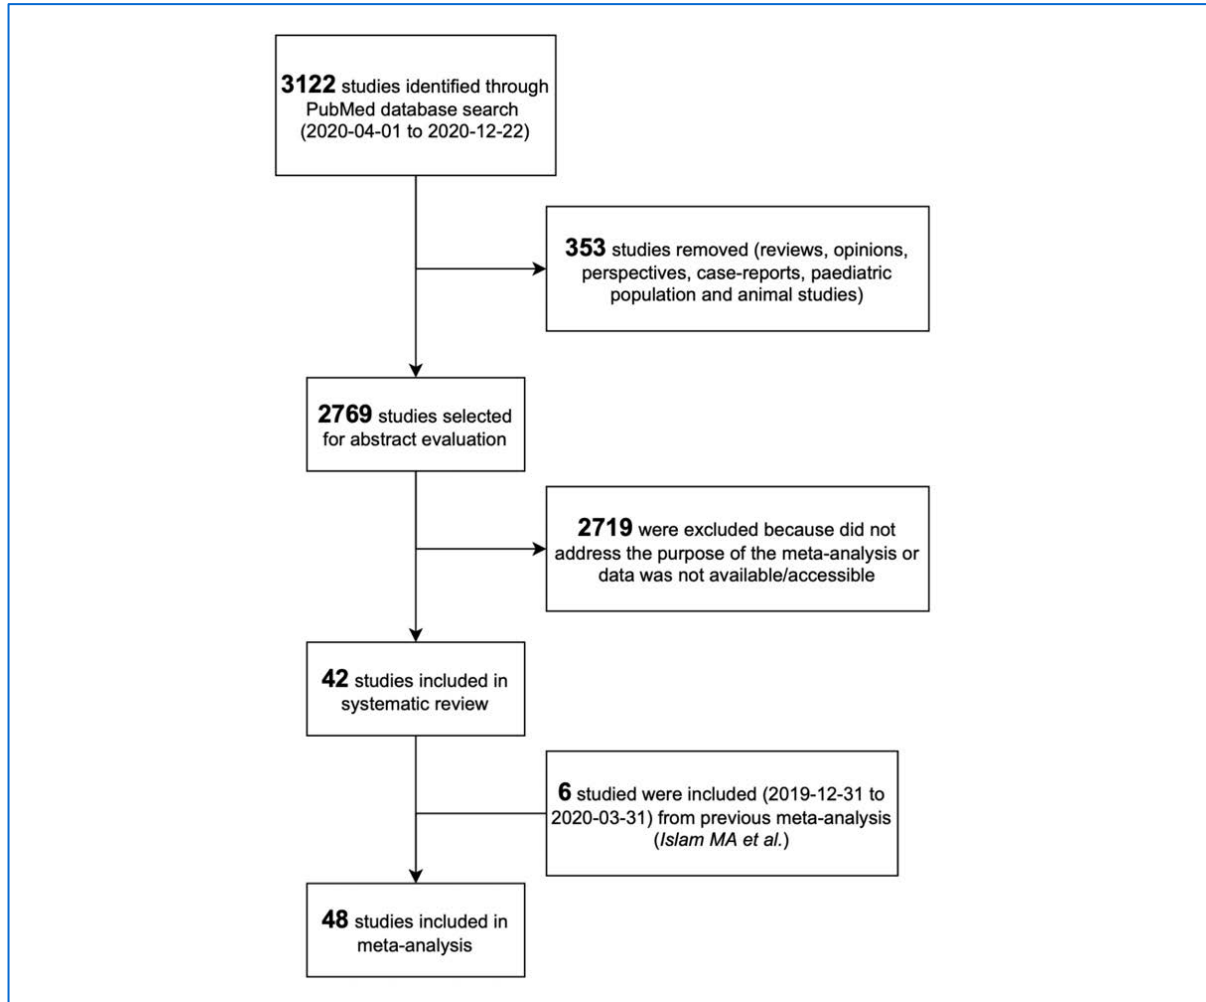 3122 studies identified through
PubMed database search
(2020-04-01 to 2020-12-22)
353 studies removed (reviews, opinions,
perspectives, case-reports, paediatric
population and animal studies)
2769 studies selected
for abstract evaluation
2719 were excluded because did not
address the purpose of the meta-analysis or
data was not available/accessible
42 studies included in
systematic review
6 studied were included (2019-12-31 to
2020-03-31) from previous meta-analysis
(Islam MA et al.)
48 studies included in
meta-analysis